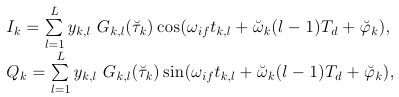 $I_k = \sum_{l=1}^{L} y_{k,l}\ G_{k,l}(\breve{\tau}_k) \cos(\omega_{if} t_{k,l} + \breve{\omega}_k (l-1) T_d + \breve{\varphi}_k),$
$Q_k = \sum_{l=1}^{L} y_{k,l}\ G_{k,l}(\breve{\tau}_k) \sin(\omega_{if} t_{k,l} + \breve{\omega}_k (l-1) T_d + \breve{\varphi}_k),$